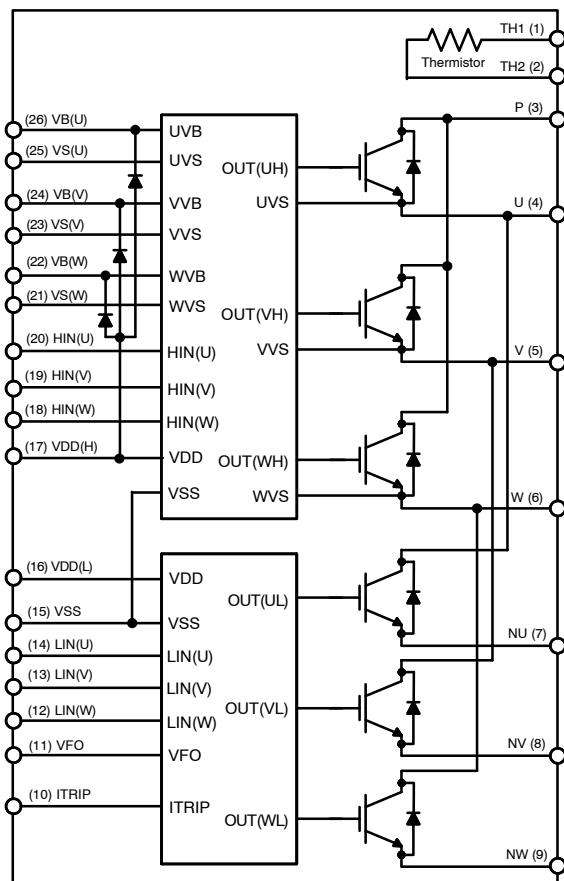 TH1 (1)
Thermistor
TH2 (2)
P (3)
(26) VB(U)
UVB
(25) VS(U)
UVS
OUT(UH)
(24) VB(V)
VVB
UVS
U (4)
(23) VS(V)
VVS
(22) VB(W)
WVB
(21) VS(W)
WVS
OUT(VH)
(20) HIN(U)
HIN(U)
VVS
V (5)
(19) HIN(V)
HIN(V)
(18) HIN(W)
HIN(W)
(17) VDD(H)
VDD
OUT(WH)
VSS
WVS
W (6)
(16) VDD(L)
VDD
OUT(UL)
(15) VSS
VSS
NU (7)
(14) LIN(U)
LIN(U)
(13) LIN(V)
LIN(V)
(12) LIN(W)
LIN(W)
OUT(VL)
(11) VFO
VFO
NV (8)
(10) ITRIP
ITRIP
OUT(WL)
NW (9)